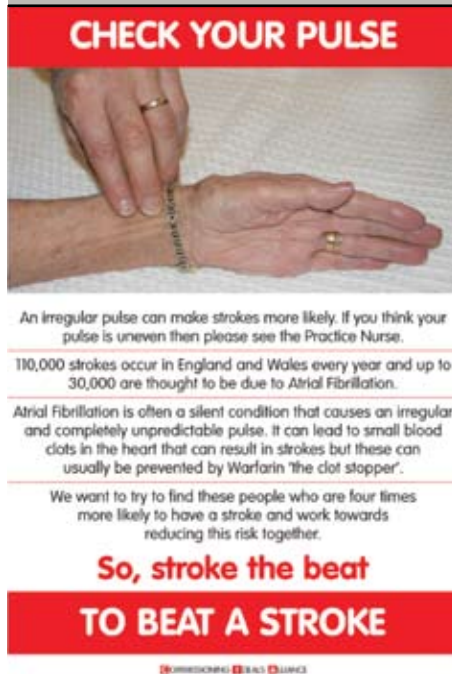 CHECK YOUR PULSE
An irregular pulse can make strokes more likely. If you think your
pulse is uneven then please see the Practice Nurse.
110,000 strokes occur in England and Wales every year and up to
30,000 are thought to be due to Atrial Fibrillation.
Atrial Fibrillation is often a silent condition that causes an irregular
and completely unpredictable pulse. It can lead to small blood
clots in the heart that can result in strokes but these can
usually be prevented by Warfarin 'the clot stopper'.
We want to try to find these people who are four times
more likely to have a stroke and work towards
reducing this risk together.
So, stroke the beat
TO BEAT A STROKE
COMMISSIONING IDEALS ALLIANCE